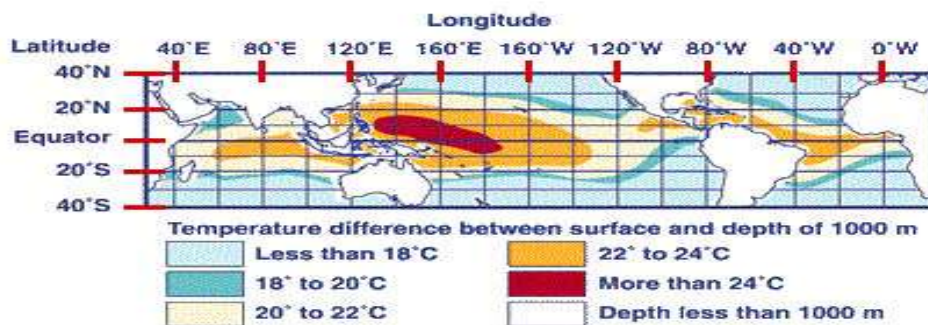 Longitude
Latitude 40°E 80°E 120°E 160°E 160°W 120°W 80°W 40°W 0°W
40°N
20°N
Equator
20°S
40°S
Temperature difference between surface and depth of 1000 m
Less than 18°C 22° to 24°C
18° to 20°C More than 24°C
20° to 22°C Depth less than 1000 m